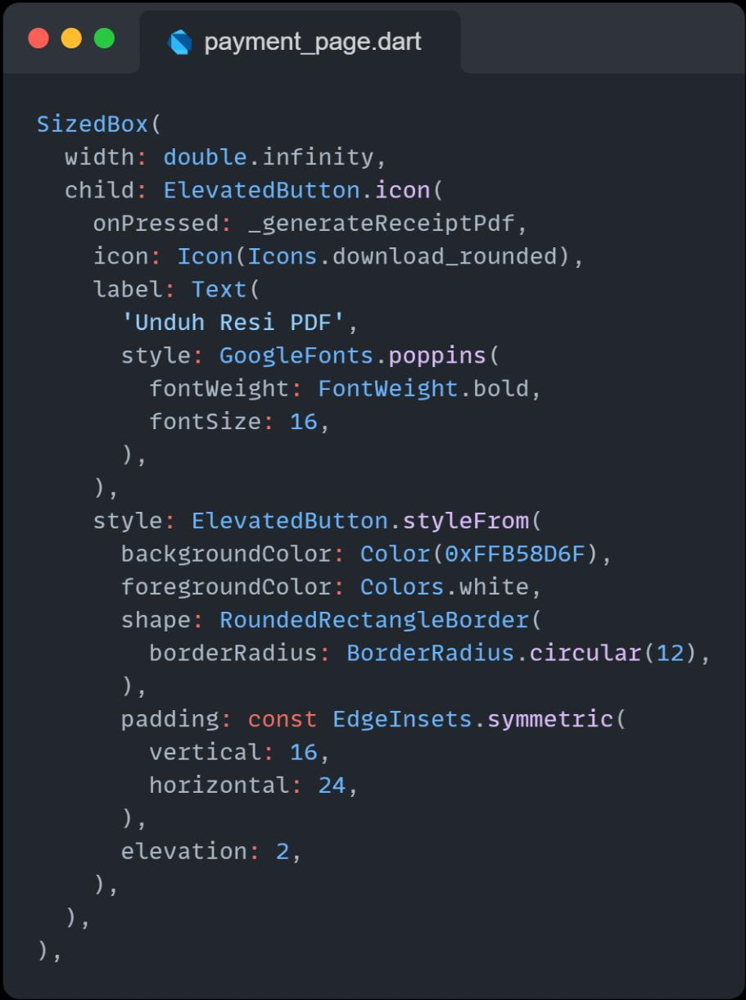 payment_page.dart
SizedBox(
  width: double.infinity,
  child: ElevatedButton.icon(
    onPressed: _generateReceiptPdf,
    icon: Icon(Icons.download_rounded),
    label: Text(
      'Unduh Resi PDF',
      style: GoogleFonts.poppins(
        fontWeight: FontWeight.bold,
        fontSize: 16,
      ),
    ),
    style: ElevatedButton.styleFrom(
      backgroundColor: Color(0xFFB58D6F),
      foregroundColor: Colors.white,
      shape: RoundedRectangleBorder(
        borderRadius: BorderRadius.circular(12),
      ),
      padding: const EdgeInsets.symmetric(
        vertical: 16,
        horizontal: 24,
      ),
      elevation: 2,
    ),
  ),
),